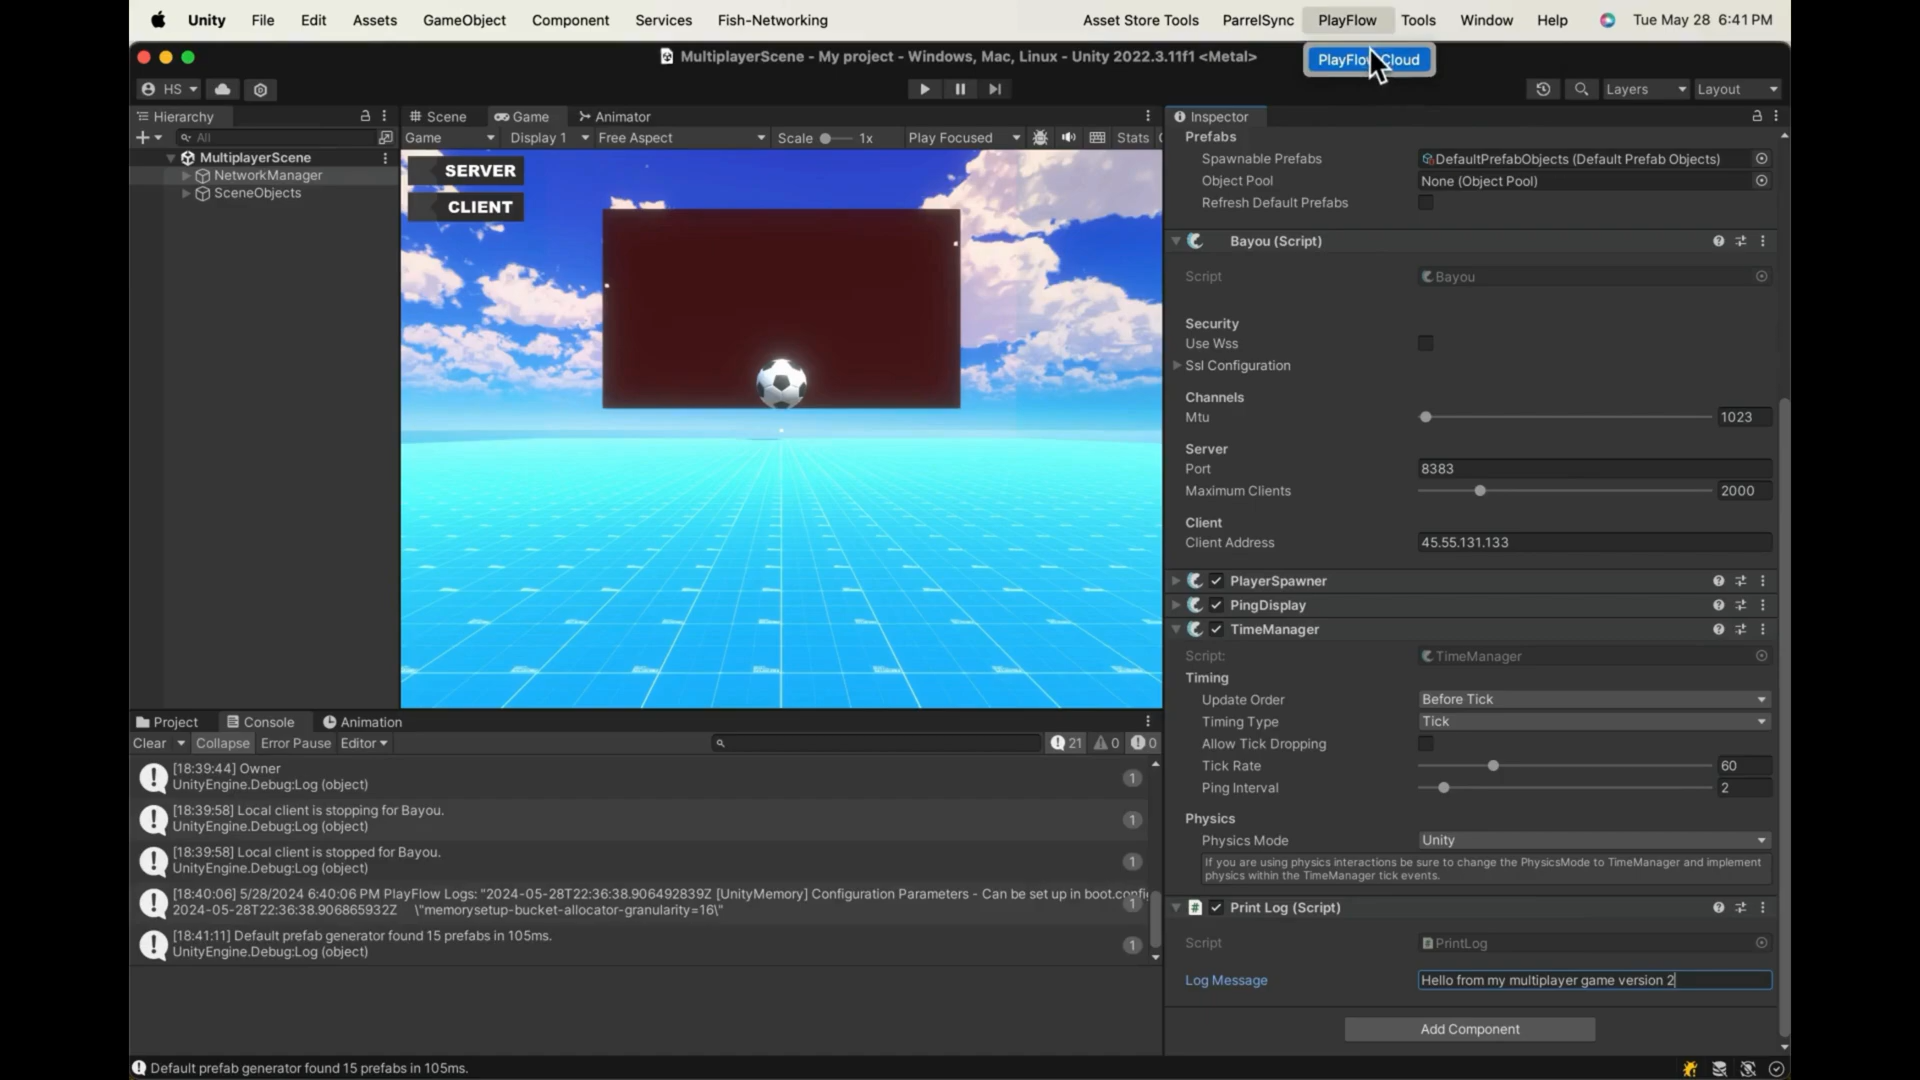 Unity File Edit Assets GameObject Component Services Fish-Networking Asset Store Tools ParrelSync PlayFlow Tools Window Help Tue May 28 6:41 PM
MultiplayerScene - My project - Windows, Mac, Linux - Unity 2022.3.11f1 <Metal>
PlayFlow Cloud
HS
Layers Layout
Hierarchy
All
MultiplayerScene
NetworkManager
SceneObjects
Scene Game Animator
Game Display 1 Free Aspect Scale 1x Play Focused Stats
SERVER
CLIENT
Inspector
Prefabs
Spawnable Prefabs DefaultPrefabObjects (Default Prefab Objects)
Object Pool None (Object Pool)
Refresh Default Prefabs
Bayou (Script)
Script Bayou
Security
Use Wss
Ssl Configuration
Channels
Mtu 1023
Server
Port 8383
Maximum Clients 2000
Client
Client Address 45.55.131.133
PlayerSpawner
PingDisplay
TimeManager
Script: TimeManager
Timing
Update Order Before Tick
Timing Type Tick
Allow Tick Dropping
Tick Rate 60
Ping Interval 2
Physics
Physics Mode Unity
If you are using physics interactions be sure to change the PhysicsMode to TimeManager and implement
physics within the TimeManager tick events.
Print Log (Script)
Script PrintLog
Log Message Hello from my multiplayer game version 2
Add Component
Project Console Animation
Clear Collapse Error Pause Editor 21 0 0
[18:39:44] Owner
UnityEngine.Debug:Log (object) 1
[18:39:58] Local client is stopping for Bayou.
UnityEngine.Debug:Log (object) 1
[18:39:58] Local client is stopped for Bayou.
UnityEngine.Debug:Log (object) 1
[18:40:06] 5/28/2024 6:40:06 PM PlayFlow Logs: "2024-05-28T22:36:38.906492839Z [UnityMemory] Configuration Parameters - Can be set up in boot.confi
2024-05-28T22:36:38.906865932Z \"memorysetup-bucket-allocator-granularity=16\" 1
[18:41:11] Default prefab generator found 15 prefabs in 105ms.
UnityEngine.Debug:Log (object) 1
Default prefab generator found 15 prefabs in 105ms.